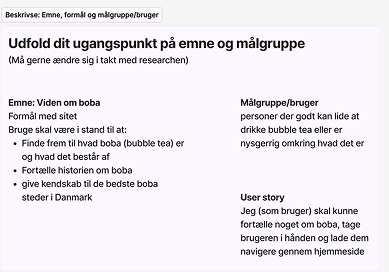 Beskrivse: Emne, formål og målgruppe/bruger
Udfold dit ugangspunkt på emne og målgruppe
(Må gerne ændre sig i takt med researchen)
Emne: Viden om boba
Formål med sitet
Bruge skal være i stand til at:
• Finde frem til hvad boba (bubble tea) er
og hvad det består af
• Fortælle historien om boba
• give kendskab til de bedste boba
steder i Danmark
Målgruppe/bruger
personer der godt kan lide at
drikke bubble tea eller er
nysgerrig omkring hvad det er
User story
Jeg (som bruger) skal kunne
fortælle noget om boba, tage
brugeren i hånden og lade dem
navigere gennem hjemmeside